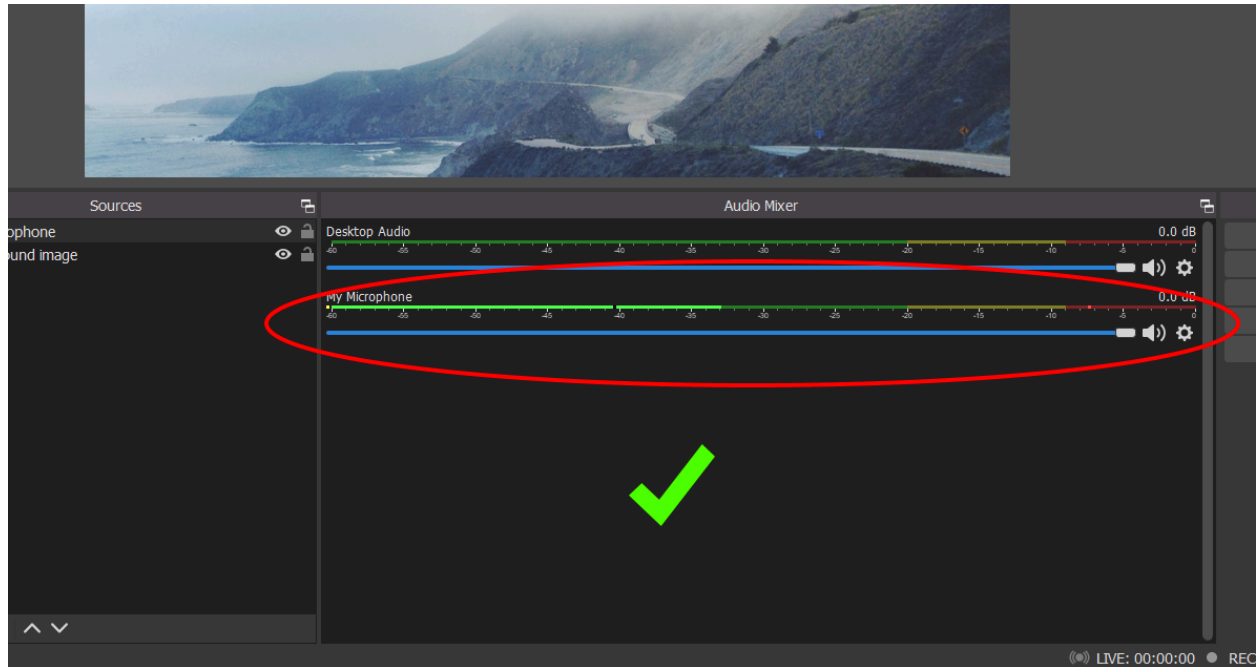 Sources
Audio Mixer
ophone
ound image
Desktop Audio 0.0 dB
-60 -55 -50 -45 -40 -35 -30 -25 -20 -15 -10 -5 0
My Microphone 0.0 dB
-60 -55 -50 -45 -40 -35 -30 -25 -20 -15 -10 -5 0
LIVE: 00:00:00 REC